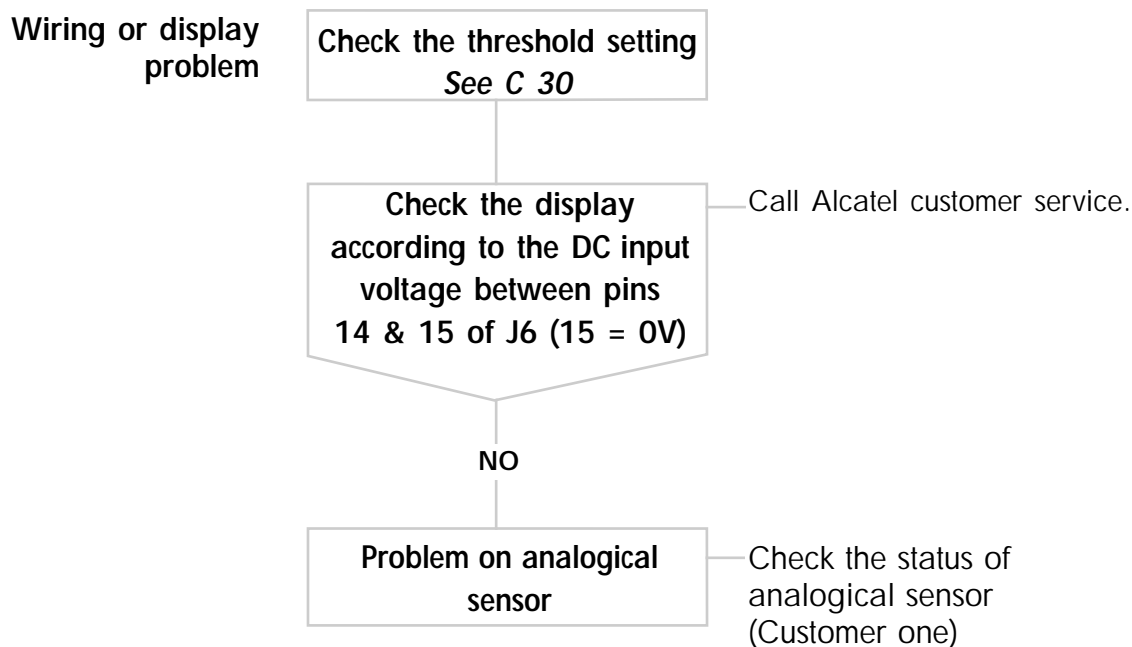 Wiring or display
problem
Check the threshold setting
See C 30
Check the display
according to the DC input
voltage between pins
14 & 15 of J6 (15 = 0V)
Call Alcatel customer service.
NO
Problem on analogical
sensor
Check the status of
analogical sensor
(Customer one)